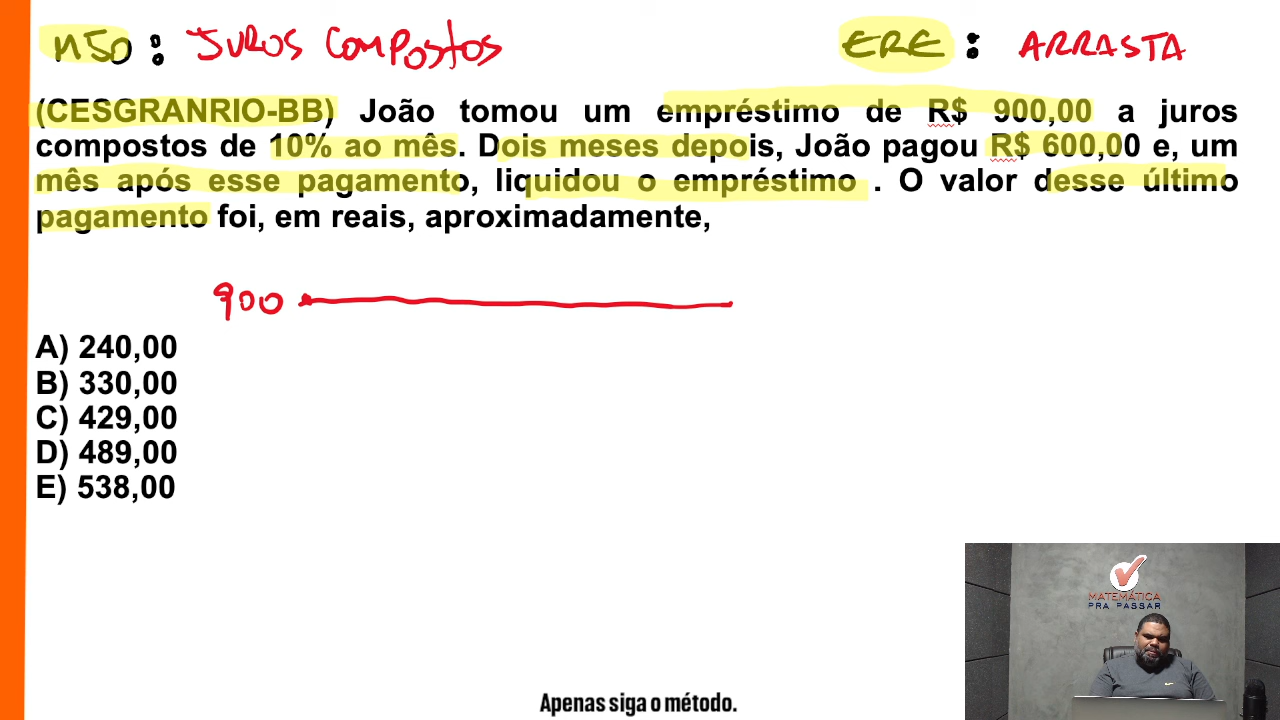 M50 : JUROS COMPOSTOS
ERE : ARRASTA
(CESGRANRIO-BB) João tomou um empréstimo de R$ 900,00 a juros
compostos de 10% ao mês. Dois meses depois, João pagou R$ 600,00 e, um
mês após esse pagamento, liquidou o empréstimo . O valor desse último
pagamento foi, em reais, aproximadamente,
900
A) 240,00
B) 330,00
C) 429,00
D) 489,00
E) 538,00
MATEMÁTICA
PRA PASSAR
Apenas siga o método.